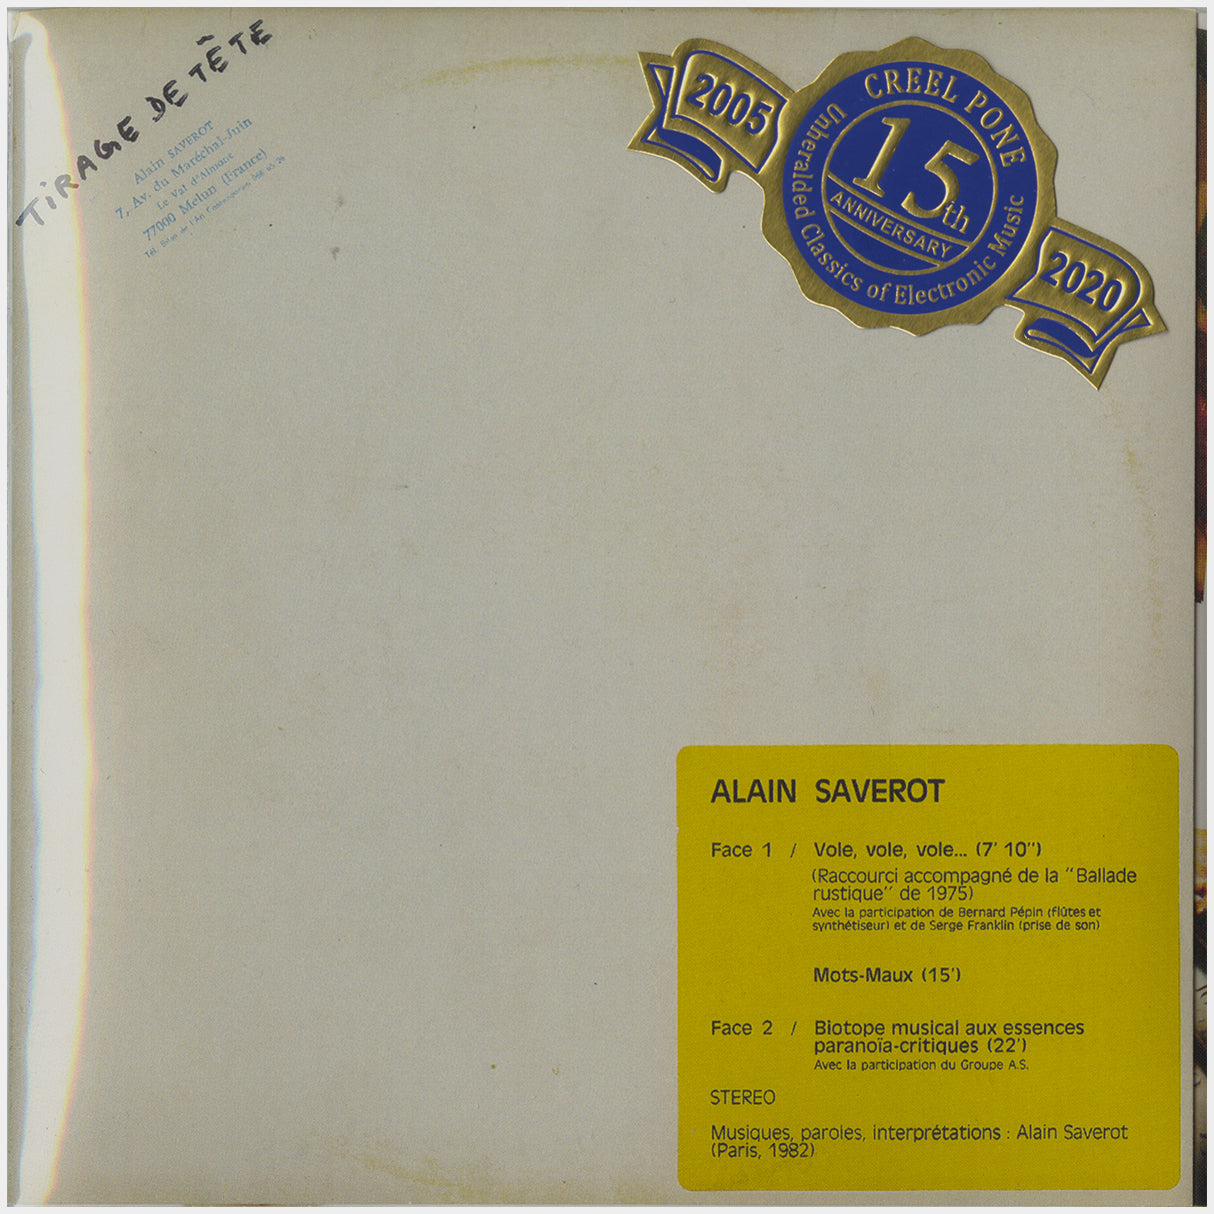 TIRAGE DE TÊTE
Alain SAVEROT
7, Av. du Maréchal-Juin
Le Val d'Almont
77000 Melun (France)
2005
CREEL PONE
15th
ANNIVERSARY
Unheralded Classics of Electronic Music
2020
ALAIN SAVEROT
Face 1 / Vole, vole, vole... (7' 10'')
(Raccourci accompagné de la "Ballade
rustique" de 1975)
Avec la participation de Bernard Pépin (flûtes et
synthétiseur) et de Serge Franklin (prise de son)
Mots-Maux (15')
Face 2 / Biotope musical aux essences
paranoïa-critiques (22')
Avec la participation du Groupe A.S.
STEREO
Musiques, paroles, interprétations : Alain Saverot
(Paris, 1982)